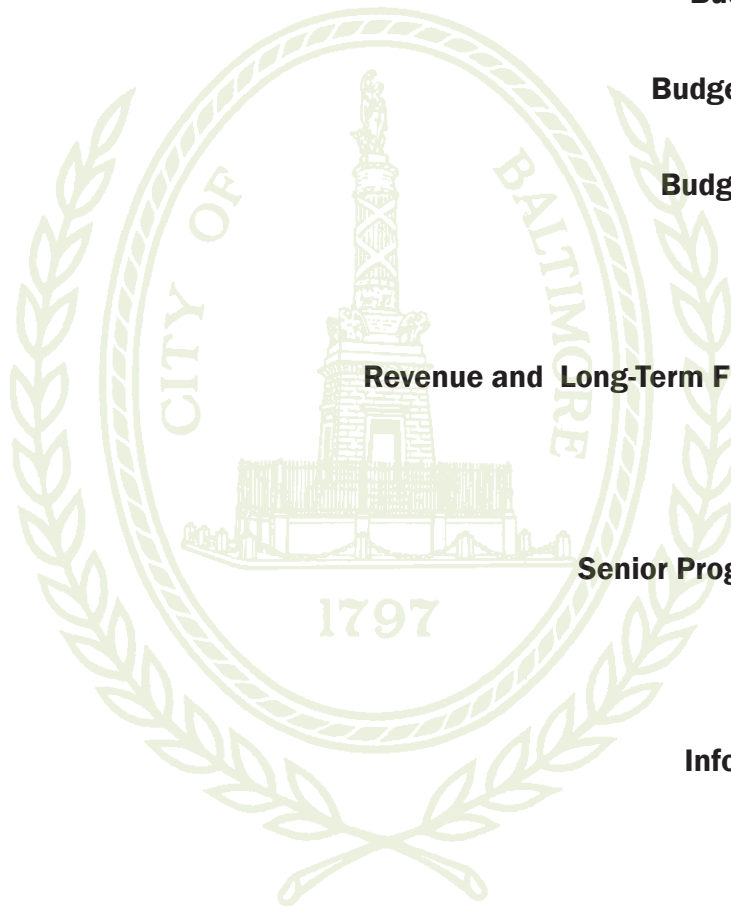 Budge
Budg
CITY OF BALTIMORE
Revenue and Long-Term F
Senior Prog
1797
Info